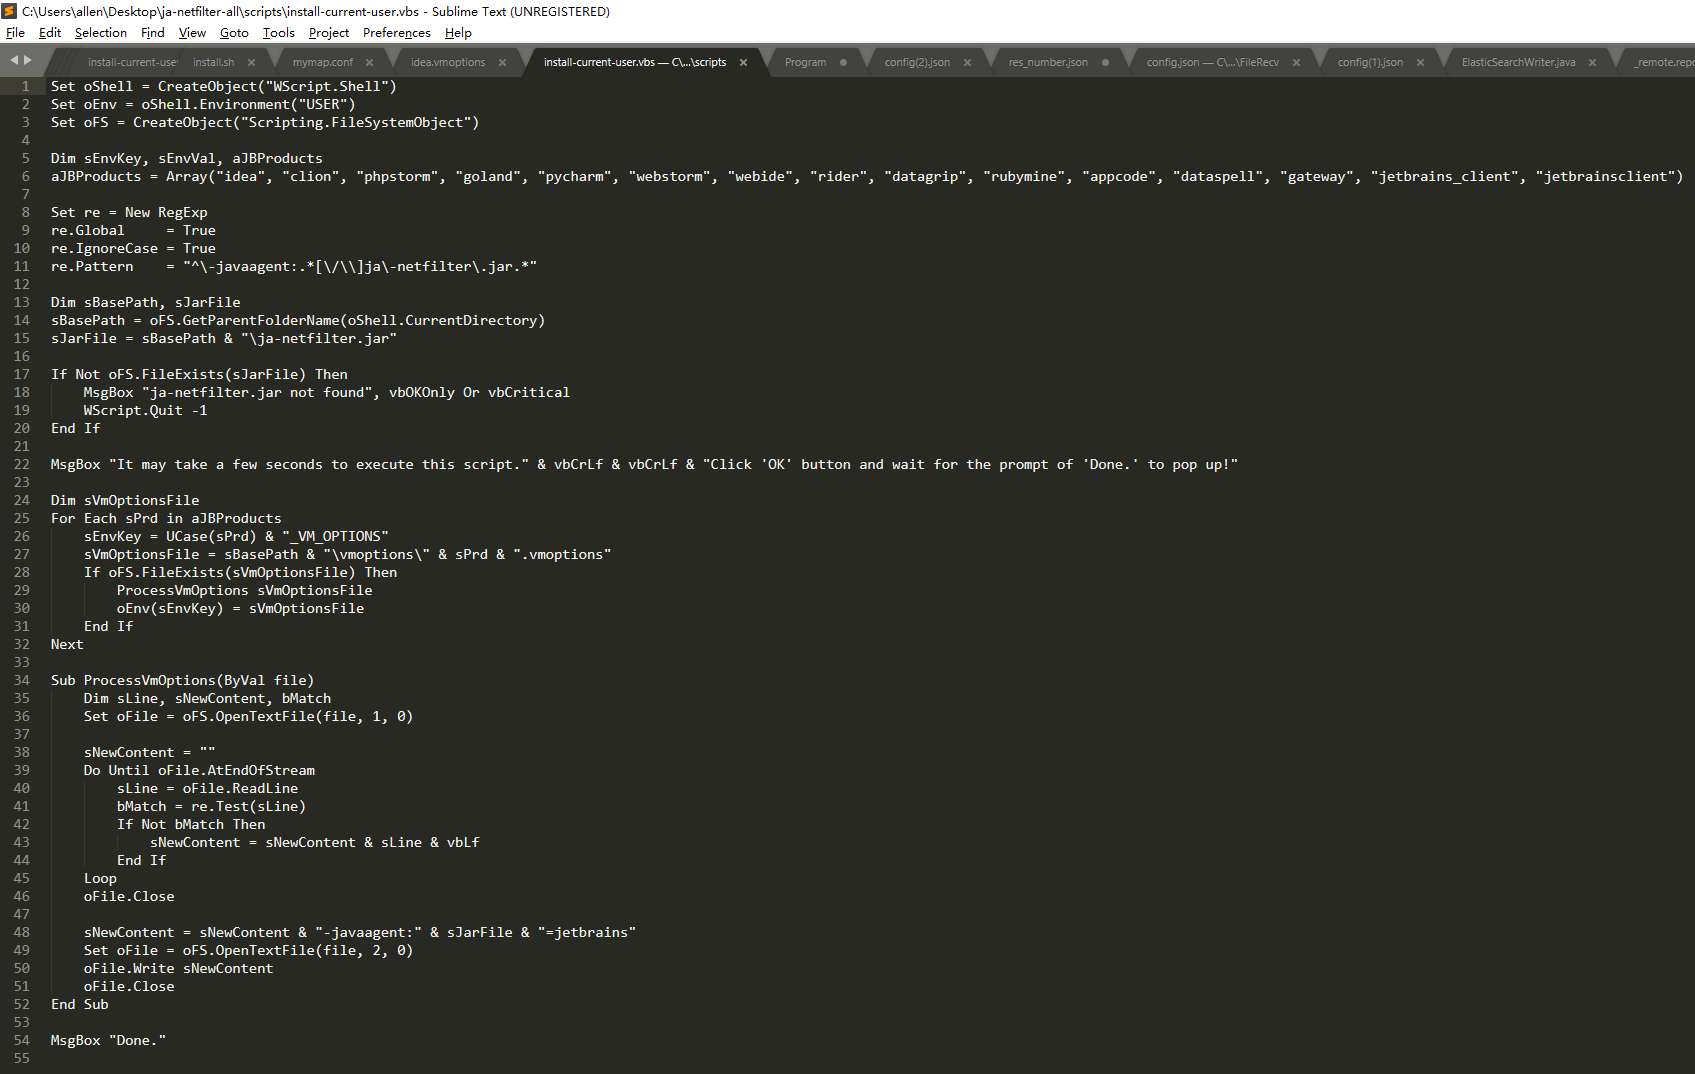 C:\Users\allen\Desktop\ja-netfilter-all\scripts\install-current-user.vbs - Sublime Text (UNREGISTERED)
File Edit Selection Find View Goto Tools Project Preferences Help
install-current-use install.sh mymap.conf idea.vmoptions install-current-user.vbs — C\...\scripts Program config(2).json res_number.json config.json — C\...\FileRecv config(1).json ElasticSearchWriter.java _remote.repo
1 Set oShell = CreateObject("WScript.Shell")
2 Set oEnv = oShell.Environment("USER")
3 Set oFS = CreateObject("Scripting.FileSystemObject")
4
5 Dim sEnvKey, sEnvVal, aJBProducts
6 aJBProducts = Array("idea", "clion", "phpstorm", "goland", "pycharm", "webstorm", "webide", "rider", "datagrip", "rubymine", "appcode", "dataspell", "gateway", "jetbrains_client", "jetbrainsclient")
7
8 Set re = New RegExp
9 re.Global     = True
10 re.IgnoreCase = True
11 re.Pattern    = "^\-javaagent:.*[\/\\]ja\-netfilter\.jar.*"
12
13 Dim sBasePath, sJarFile
14 sBasePath = oFS.GetParentFolderName(oShell.CurrentDirectory)
15 sJarFile = sBasePath & "\ja-netfilter.jar"
16
17 If Not oFS.FileExists(sJarFile) Then
18     MsgBox "ja-netfilter.jar not found", vbOKOnly Or vbCritical
19     WScript.Quit -1
20 End If
21
22 MsgBox "It may take a few seconds to execute this script." & vbCrLf & vbCrLf & "Click 'OK' button and wait for the prompt of 'Done.' to pop up!"
23
24 Dim sVmOptionsFile
25 For Each sPrd in aJBProducts
26     sEnvKey = UCase(sPrd) & "_VM_OPTIONS"
27     sVmOptionsFile = sBasePath & "\vmoptions\" & sPrd & ".vmoptions"
28     If oFS.FileExists(sVmOptionsFile) Then
29         ProcessVmOptions sVmOptionsFile
30         oEnv(sEnvKey) = sVmOptionsFile
31     End If
32 Next
33
34 Sub ProcessVmOptions(ByVal file)
35     Dim sLine, sNewContent, bMatch
36     Set oFile = oFS.OpenTextFile(file, 1, 0)
37
38     sNewContent = ""
39     Do Until oFile.AtEndOfStream
40         sLine = oFile.ReadLine
41         bMatch = re.Test(sLine)
42         If Not bMatch Then
43             sNewContent = sNewContent & sLine & vbLf
44         End If
45     Loop
46     oFile.Close
47
48     sNewContent = sNewContent & "-javaagent:" & sJarFile & "=jetbrains"
49     Set oFile = oFS.OpenTextFile(file, 2, 0)
50     oFile.Write sNewContent
51     oFile.Close
52 End Sub
53
54 MsgBox "Done."
55